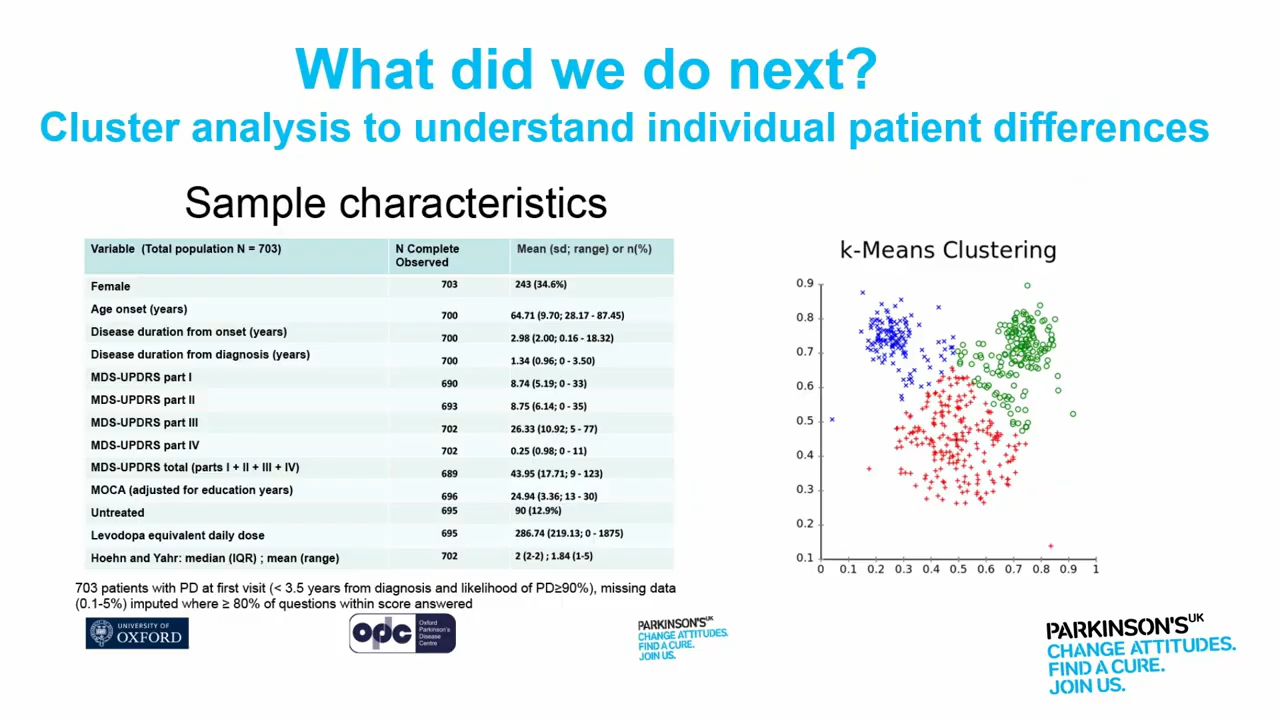 What did we do next?
Cluster analysis to understand individual patient differences
Sample characteristics
Variable (Total population N = 703) N Complete Observed Mean (sd; range) or n(%)
Female 703 243 (34.6%)
Age onset (years) 700 64.71 (9.70; 28.17 - 87.45)
Disease duration from onset (years) 700 2.98 (2.00; 0.16 - 18.32)
Disease duration from diagnosis (years) 700 1.34 (0.96; 0 - 3.50)
MDS-UPDRS part I 690 8.74 (5.19; 0 - 33)
MDS-UPDRS part II 693 8.75 (6.14; 0 - 35)
MDS-UPDRS part III 702 26.33 (10.92; 5 - 77)
MDS-UPDRS part IV 702 0.25 (0.98; 0 - 11)
MDS-UPDRS total (parts I + II + III + IV) 689 43.95 (17.71; 9 - 123)
MOCA (adjusted for education years) 696 24.94 (3.36; 13 - 30)
Untreated 695 90 (12.9%)
Levodopa equivalent daily dose 695 286.74 (219.13; 0 - 1875)
Hoehn and Yahr: median (IQR) ; mean (range) 702 2 (2-2) ; 1.84 (1-5)
703 patients with PD at first visit (< 3.5 years from diagnosis and likelihood of PD≥90%), missing data
(0.1-5%) imputed where ≥ 80% of questions within score answered
k-Means Clustering
0.9
0.8
0.7
0.6
0.5
0.4
0.3
0.2
0.1
0 0.1 0.2 0.3 0.4 0.5 0.6 0.7 0.8 0.9 1
UNIVERSITY OF
OXFORD
opdc
Oxford
Parkinson's
Disease
Centre
PARKINSON'S UK
CHANGE ATTITUDES.
FIND A CURE.
JOIN US.
PARKINSON'S UK
CHANGE ATTITUDES.
FIND A CURE.
JOIN US.